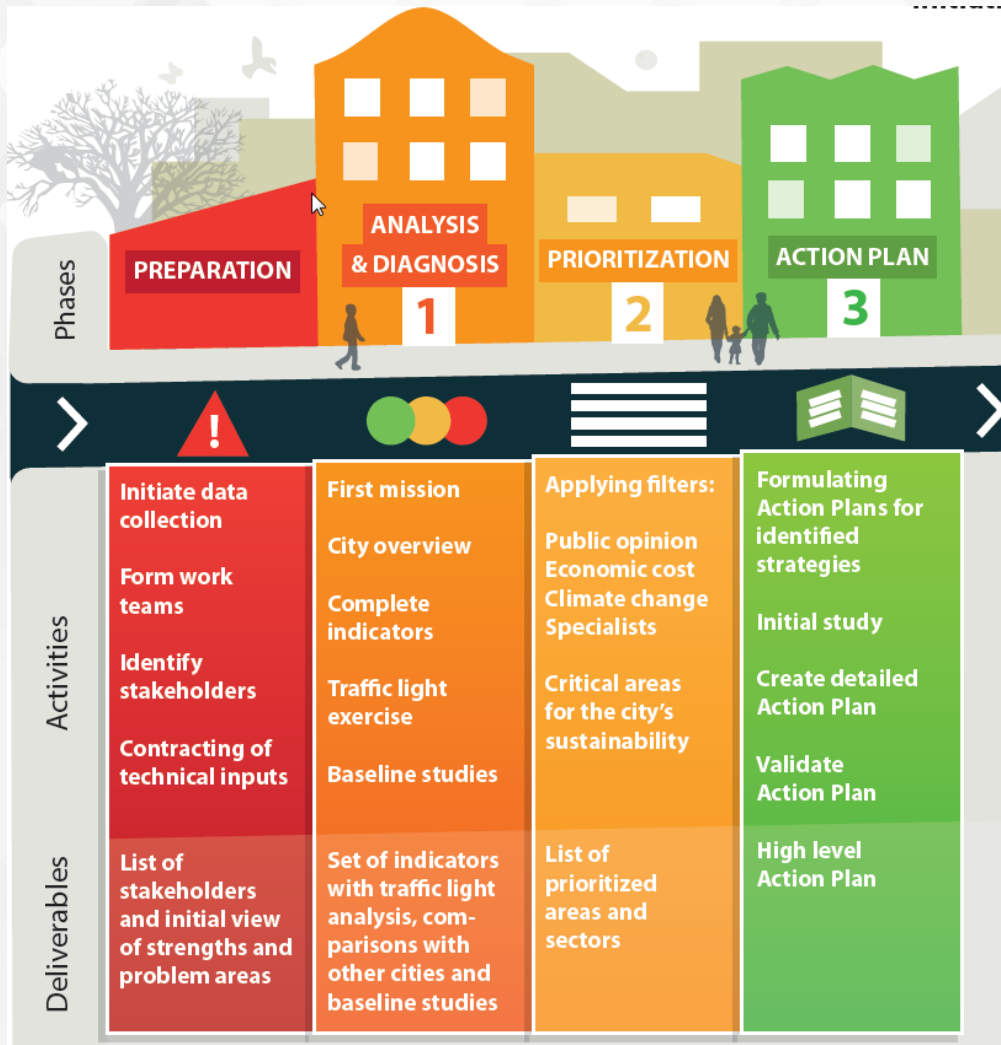 Phases
PREPARATION
ANALYSIS
& DIAGNOSIS
1
PRIORITIZATION
2
ACTION PLAN
3
!
Activities
Initiate data
collection
Form work
teams
Identify
stakeholders
Contracting of
technical inputs
First mission
City overview
Complete
indicators
Traffic light
exercise
Baseline studies
Applying filters:
Public opinion
Economic cost
Climate change
Specialists
Critical areas
for the city's
sustainability
Formulating
Action Plans for
identified
strategies
Initial study
Create detailed
Action Plan
Validate
Action Plan
Deliverables
List of
stakeholders
and initial view
of strengths and
problem areas
Set of indicators
with traffic light
analysis, com-
parisons with
other cities and
baseline studies
List of
prioritized
areas and
sectors
High level
Action Plan